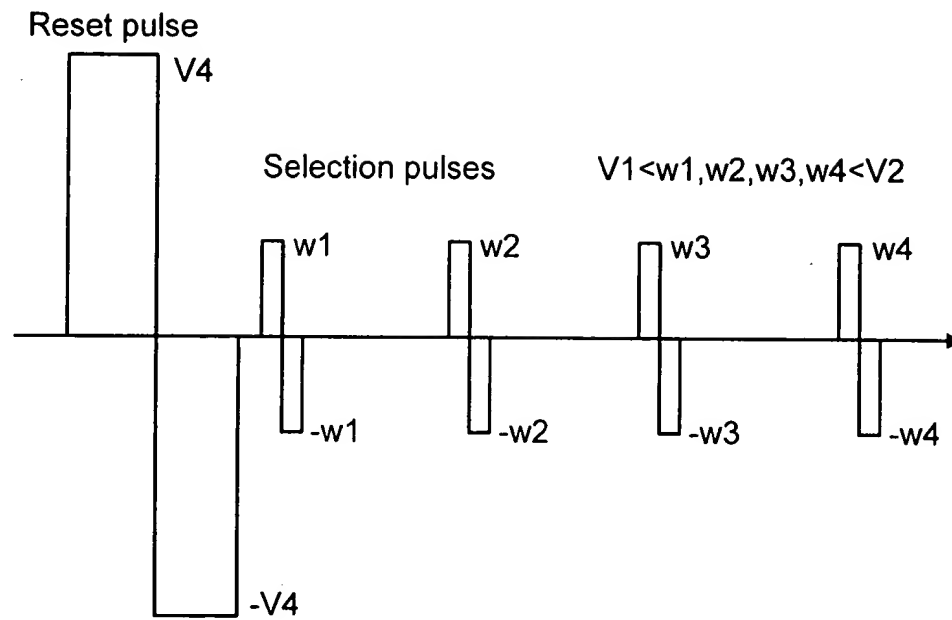 Reset pulse
V4
Selection pulses
V1<w1,w2,w3,w4<V2
w1
w2
w3
w4
-w1
-w2
-w3
-w4
-V4